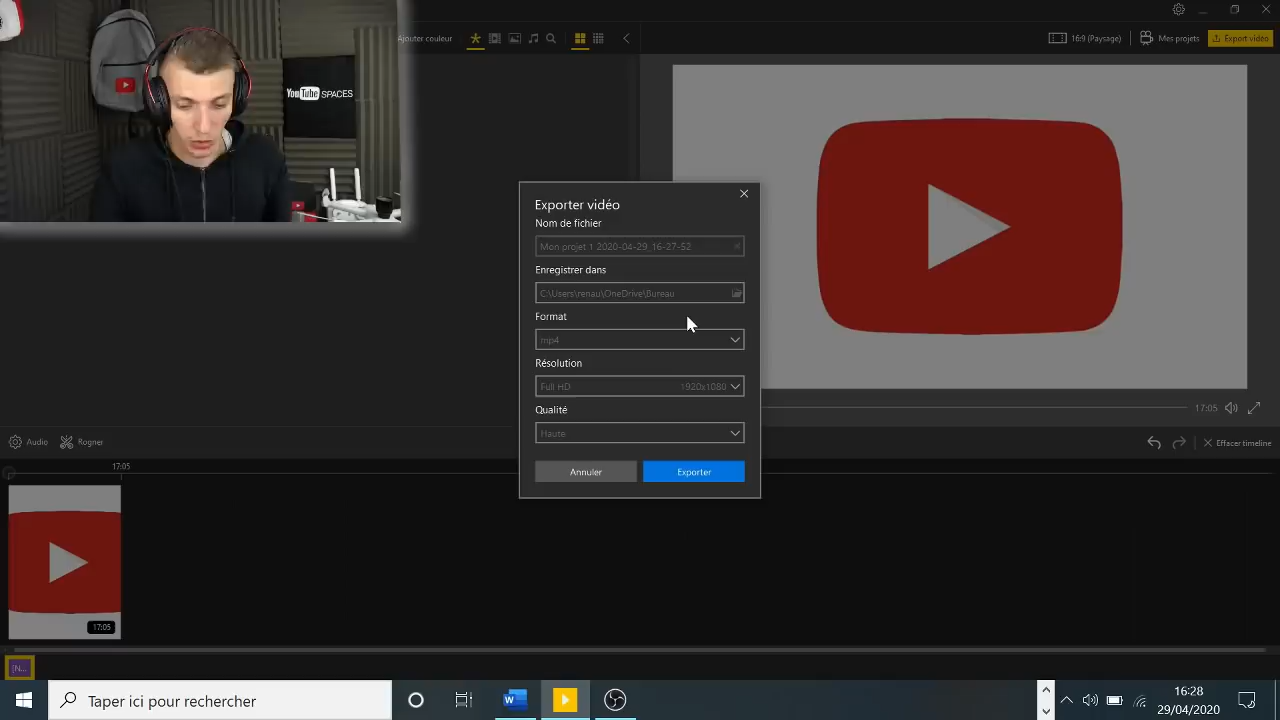 YouTube SPACES
Ajouter couleur
16:9 (Paysage)
Mes projets
Export vidéo
Exporter vidéo
Nom de fichier
Mon projet 1 2020-04-29_16-27-52
Enregistrer dans
C:\Users\renau\OneDrive\Bureau
Format
mp4
Résolution
Full HD 1920x1080
Qualité
Haute
Annuler Exporter
17:05
Audio Rogner
Effacer timeline
17:05
17:05
[N...
Taper ici pour rechercher
16:28
29/04/2020